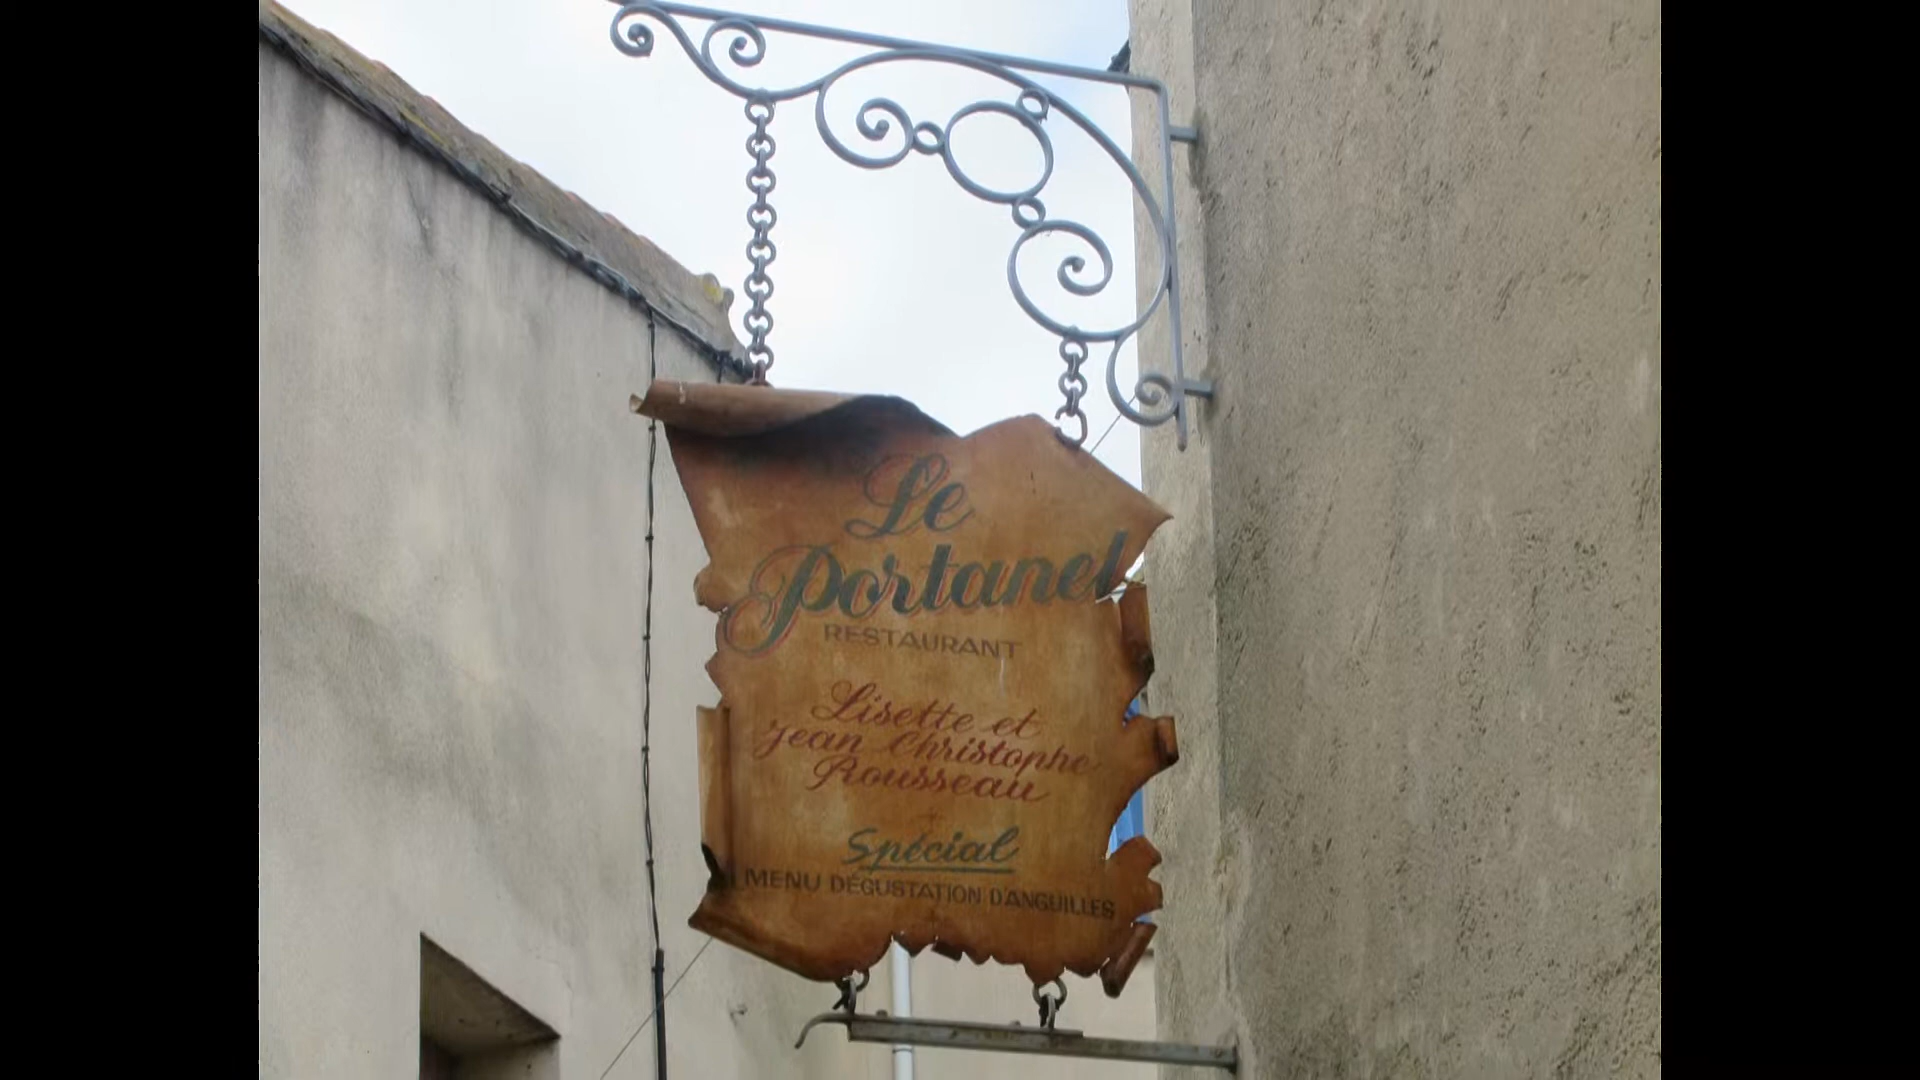 Le
Portanel
RESTAURANT
Lisette et
Jean Christophe
Rousseau
Spécial
MENU DÉGUSTATION D'ANGUILLES